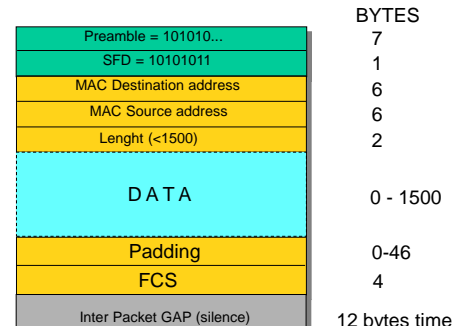 BYTES
Preamble = 101010... 7
SFD = 10101011 1
MAC Destination address 6
MAC Source address 6
Lenght (<1500) 2
DATA 0 - 1500
Padding 0-46
FCS 4
Inter Packet GAP (silence) 12 bytes time